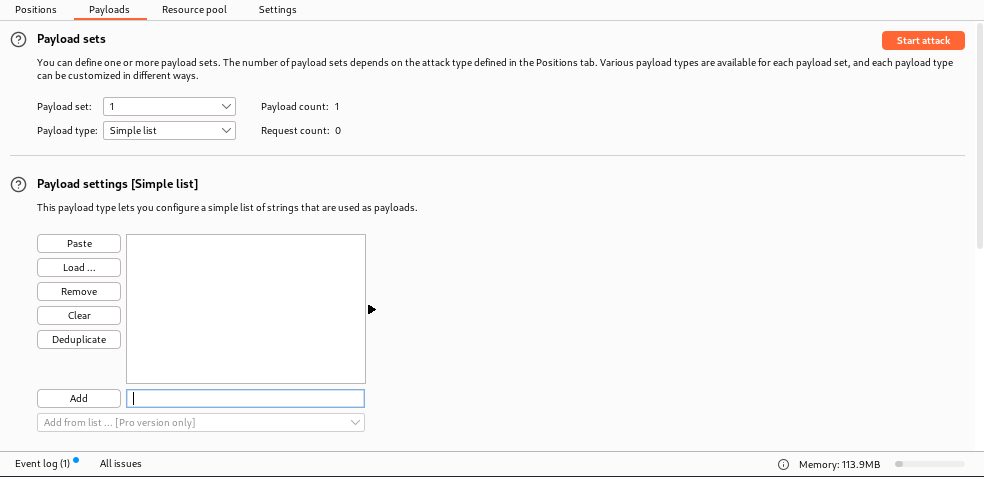 Positions Payloads Resource pool Settings
Payload sets
Start attack
You can define one or more payload sets. The number of payload sets depends on the attack type defined in the Positions tab. Various payload types are available for each payload set, and each payload type
can be customized in different ways.
Payload set: 1 Payload count: 1
Payload type: Simple list Request count: 0
Payload settings [Simple list]
This payload type lets you configure a simple list of strings that are used as payloads.
Paste
Load ...
Remove
Clear
Deduplicate
Add
Add from list ... [Pro version only]
Event log (1) All issues Memory: 113.9MB